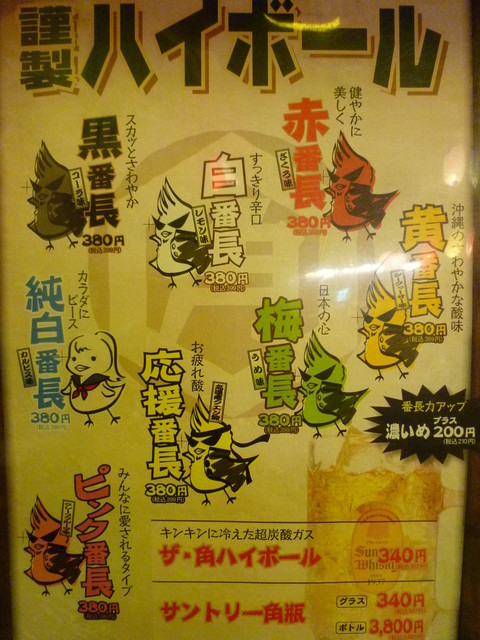 謹製 ハイボール
健やかに
美しく
赤番長
ざくろ味
380円
スカッとさわやか
黒番長
コーラ味
380円
すっきり辛口
白番長
レモン味
380円
沖縄のさわやかな酸味
黄番長
380円
カラダに
ピース
純白番長
カルピス味
380円
日本の心
梅番長
うめ味
380円
お疲れ酸
応援番長
380円
番長力アップ
プラス
濃いめ200円
(税込210円)
みんなに愛されるタイプ
ピンク番長
380円
キンキンに冷えた超炭酸ガス
ザ・角ハイボール 340円
サントリー角瓶
グラス 340円
ボトル 3,800円